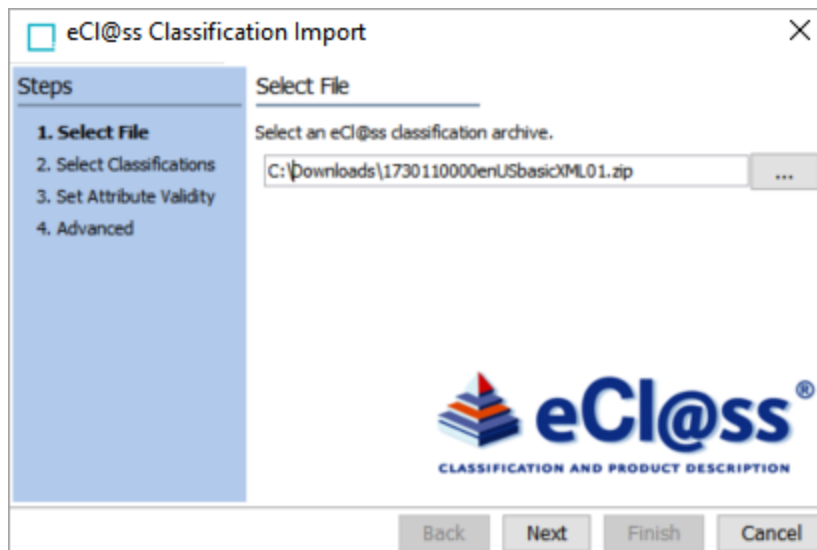 eCl@ss Classification Import
Steps
1. Select File
2. Select Classifications
3. Set Attribute Validity
4. Advanced
Select File
Select an eCl@ss classification archive.
C:\Downloads\1730110000enUSbasicXML01.zip
...
eCl@ss®
CLASSIFICATION AND PRODUCT DESCRIPTION
Back Next Finish Cancel